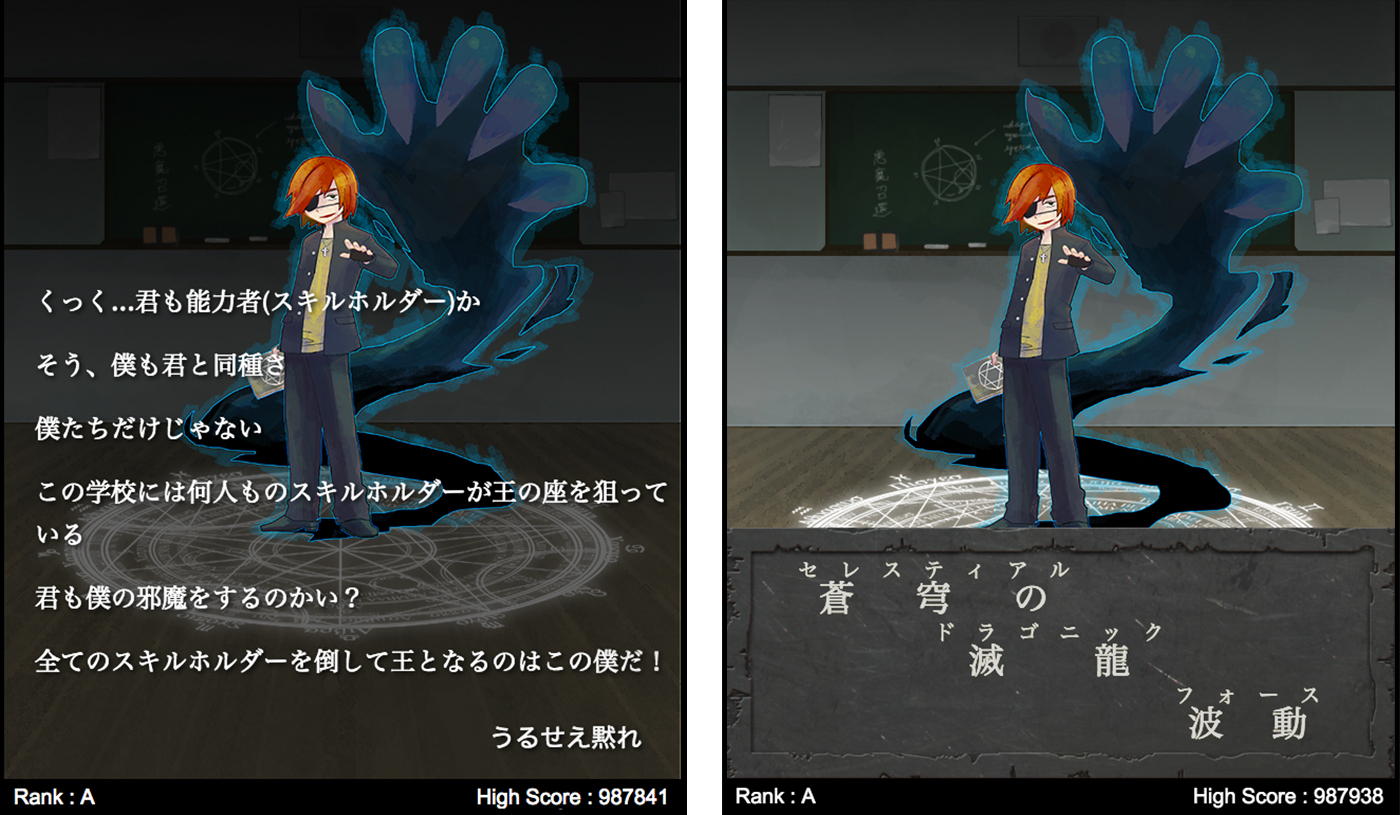 くっく…君も能力者(スキルホルダー)か
そう、僕も君と同種さ
僕たちだけじゃない
この学校には何人ものスキルホルダーが王の座を狙って
いる
君も僕の邪魔をするのかい？
全てのスキルホルダーを倒して王となるのはこの僕だ！
うるせえ黙れ
Rank : A
High Score : 987841
悪魔召還
セレスティアル
蒼穹の
ドラゴニック
滅龍
フォース
波動
Rank : A
High Score : 987938